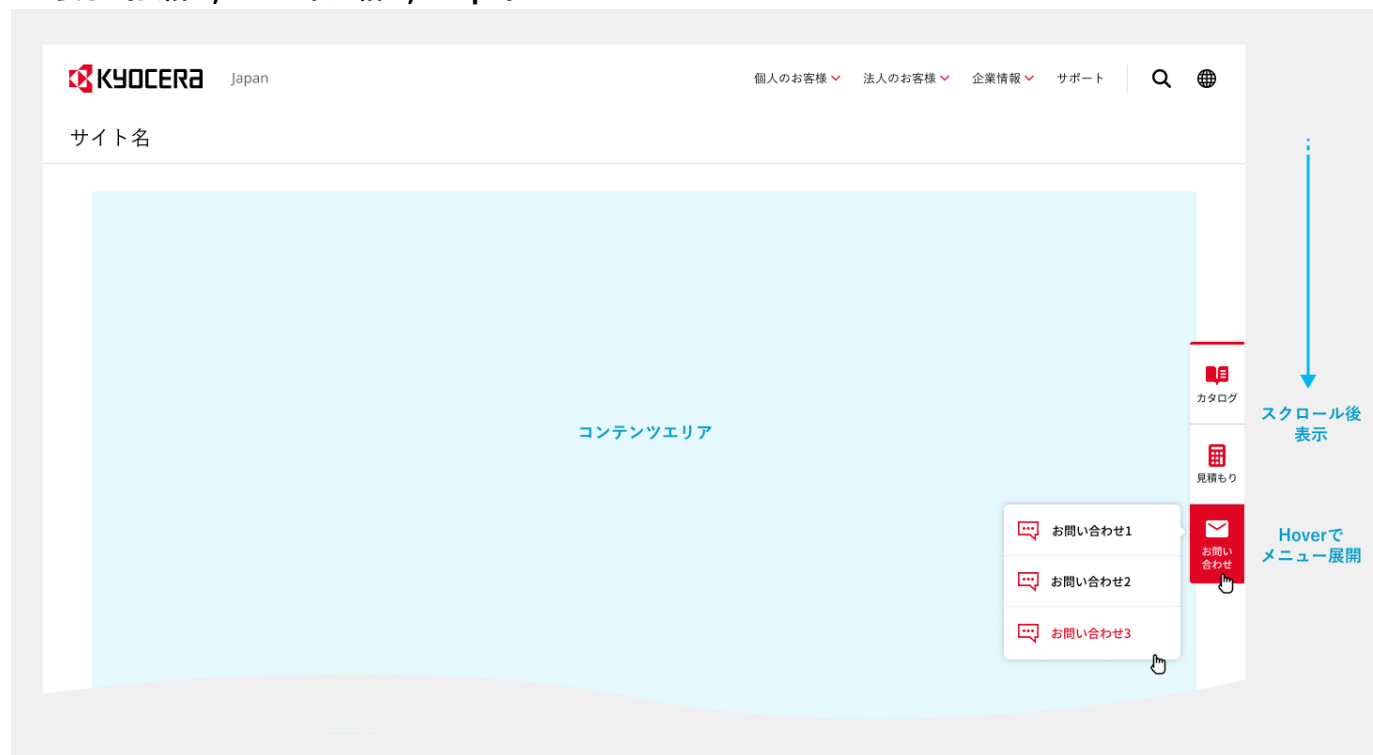 KYOCERA Japan 個人のお客様 法人のお客様 企業情報 サポート
サイト名
コンテンツエリア
カタログ
見積もり
お問い
合わせ
お問い合わせ1
お問い合わせ2
お問い合わせ3
スクロール後
表示
Hoverで
メニュー展開